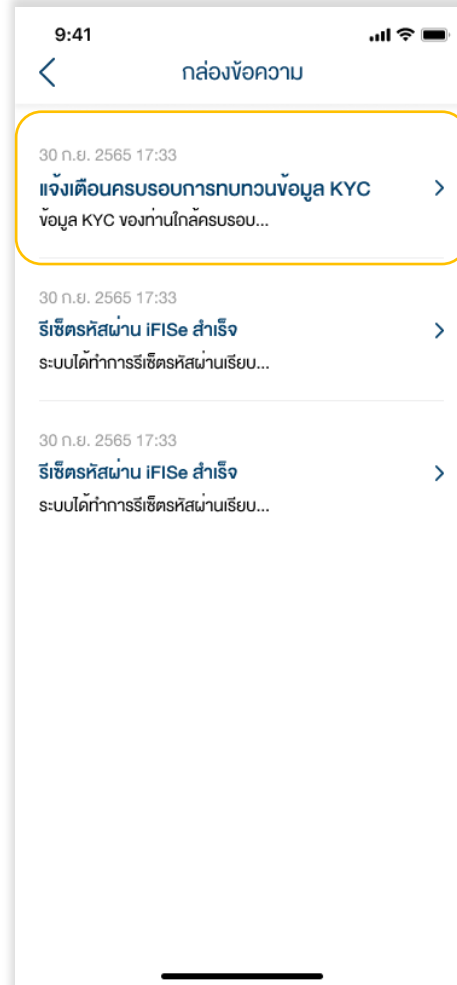 9:41
กล่องข้อความ
30 ก.ย. 2565 17:33
แจ้งเตือนครบรอบการทบทวนข้อมูล KYC
ข้อมูล KYC ของท่านใกล้ครบรอบ...
30 ก.ย. 2565 17:33
รีเซ็ตรหัสผ่าน iFISe สำเร็จ
ระบบได้ทำการรีเซ็ตรหัสผ่านเรียบ...
30 ก.ย. 2565 17:33
รีเซ็ตรหัสผ่าน iFISe สำเร็จ
ระบบได้ทำการรีเซ็ตรหัสผ่านเรียบ...